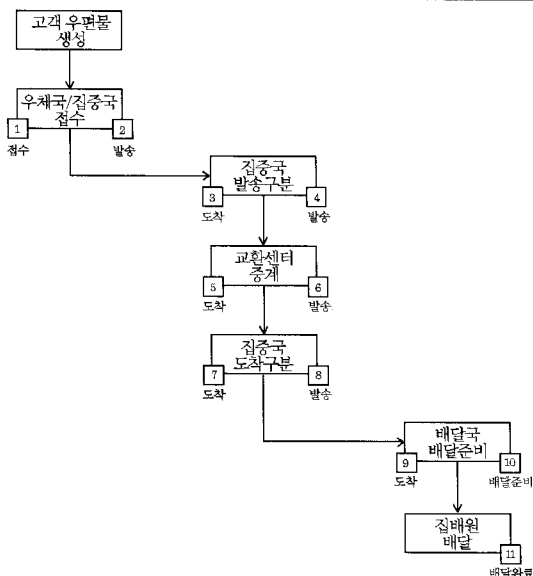 고객 우편물
생성
우체국/집중국
접수
1
2
접수
발송
집중국
발송구분
3
4
도착
발송
교환센터
중계
5
6
도착
발송
집중국
도착구분
7
8
도착
발송
배달국
배달준비
9
10
도착
배달준비
집배원
배달
11
배달완료